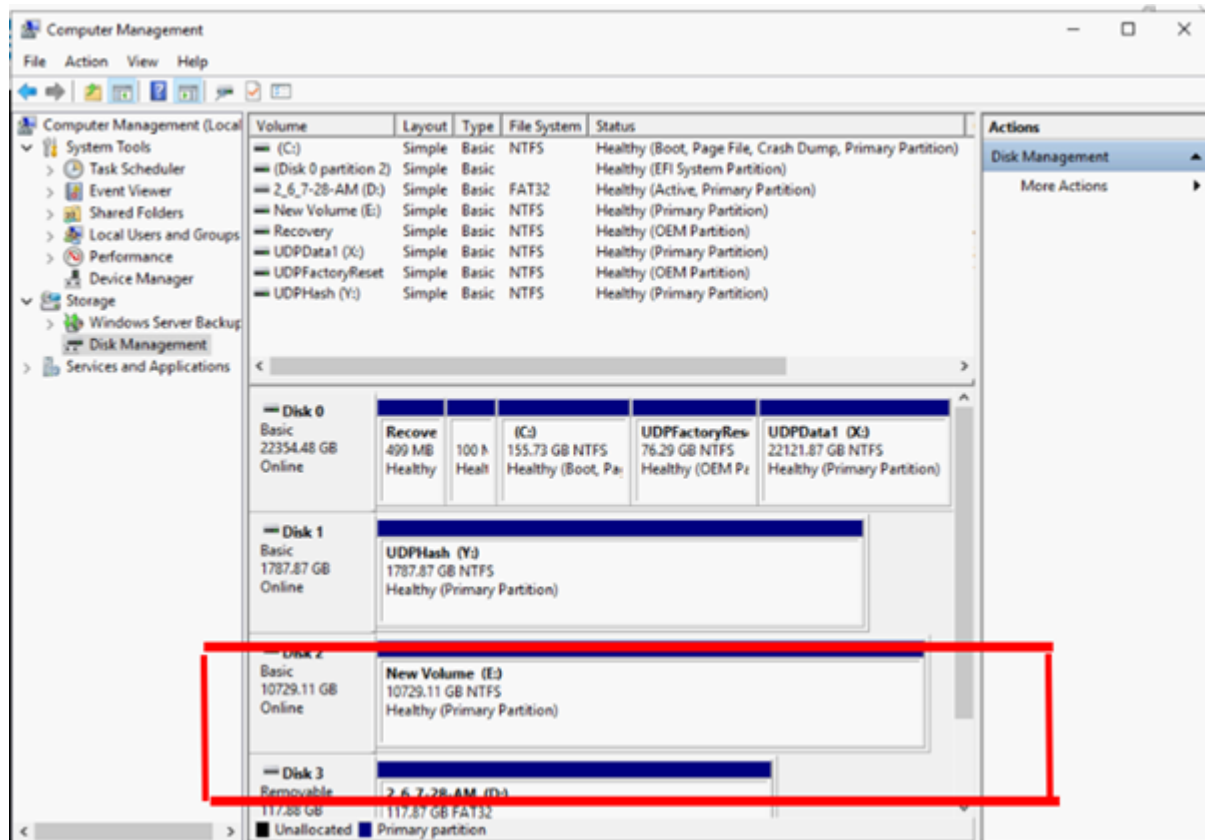 Computer Management
File Action View Help
Computer Management (Local
System Tools
Task Scheduler
Event Viewer
Shared Folders
Local Users and Groups
Performance
Device Manager
Storage
Windows Server Backup
Disk Management
Services and Applications
Volume Layout Type File System Status
(C:) Simple Basic NTFS Healthy (Boot, Page File, Crash Dump, Primary Partition)
(Disk 0 partition 2) Simple Basic Healthy (EFI System Partition)
2_6_7-28-AM (D:) Simple Basic FAT32 Healthy (Active, Primary Partition)
New Volume (E:) Simple Basic NTFS Healthy (Primary Partition)
Recovery Simple Basic NTFS Healthy (OEM Partition)
UDPData1 (X:) Simple Basic NTFS Healthy (Primary Partition)
UDPFactoryReset Simple Basic NTFS Healthy (OEM Partition)
UDPHash (Y:) Simple Basic NTFS Healthy (Primary Partition)
Actions
Disk Management
More Actions
Disk 0
Basic
22354.48 GB
Online
Recove
499 MB
Healthy
100 M
Healt
(C:)
155.73 GB NTFS
Healthy (Boot, Pa
UDPFactoryRes
76.29 GB NTFS
Healthy (OEM Pa
UDPData1 (X:)
22121.87 GB NTFS
Healthy (Primary Partition)
Disk 1
Basic
1787.87 GB
Online
UDPHash (Y:)
1787.87 GB NTFS
Healthy (Primary Partition)
Disk 2
Basic
10729.11 GB
Online
New Volume (E:)
10729.11 GB NTFS
Healthy (Primary Partition)
Disk 3
Removable
117.88 GB
2_6_7-28-AM (D:)
117.87 GB FAT32
Unallocated Primary partition